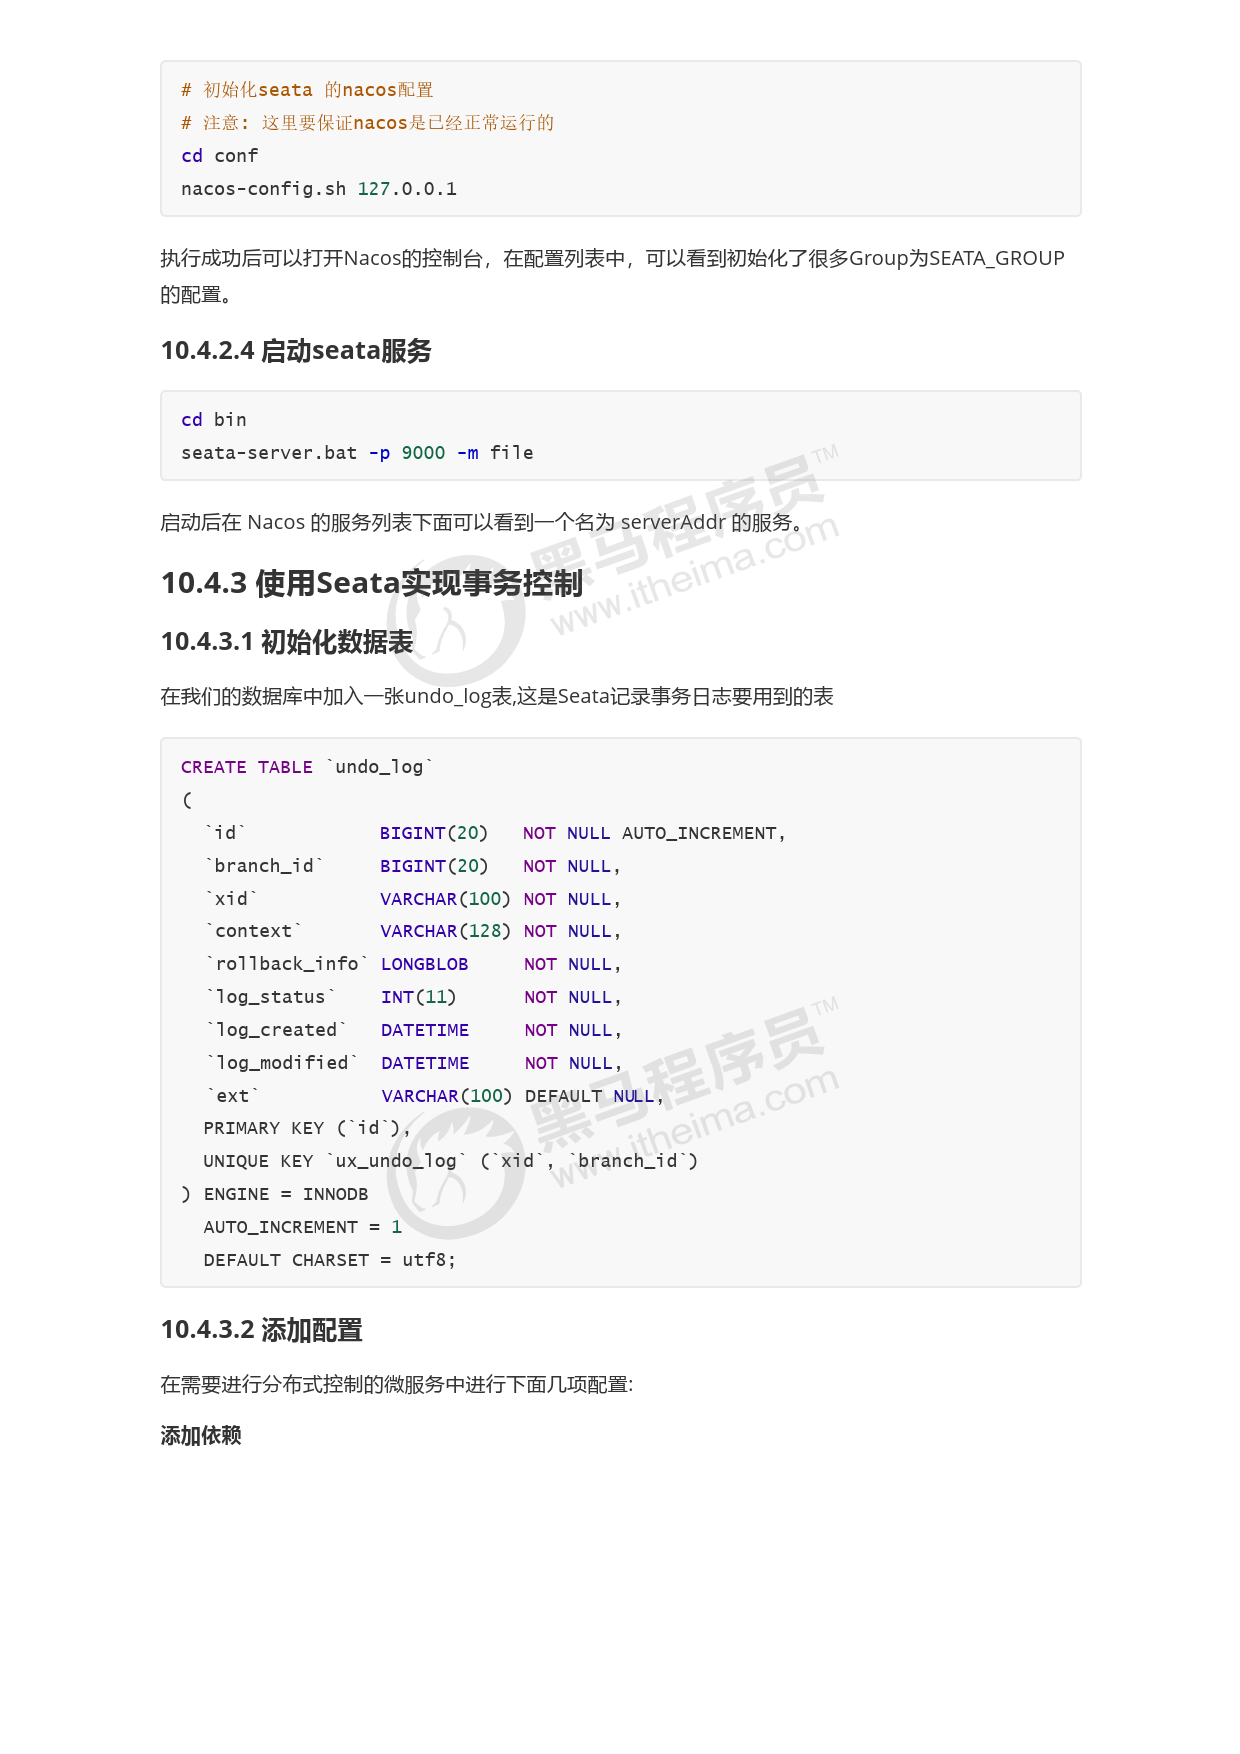 # 初始化seata 的nacos配置
# 注意: 这里要保证nacos是已经正常运行的
cd conf
nacos-config.sh 127.0.0.1
执行成功后可以打开Nacos的控制台，在配置列表中，可以看到初始化了很多Group为SEATA_GROUP
的配置。
10.4.2.4 启动seata服务
cd bin
seata-server.bat -p 9000 -m file
启动后在 Nacos 的服务列表下面可以看到一个名为 serverAddr 的服务。
10.4.3 使用Seata实现事务控制
10.4.3.1 初始化数据表
在我们的数据库中加入一张undo_log表,这是Seata记录事务日志要用到的表
CREATE TABLE `undo_log`
(
  `id`            BIGINT(20)   NOT NULL AUTO_INCREMENT,
  `branch_id`     BIGINT(20)   NOT NULL,
  `xid`           VARCHAR(100) NOT NULL,
  `context`       VARCHAR(128) NOT NULL,
  `rollback_info` LONGBLOB     NOT NULL,
  `log_status`    INT(11)      NOT NULL,
  `log_created`   DATETIME     NOT NULL,
  `log_modified`  DATETIME     NOT NULL,
  `ext`           VARCHAR(100) DEFAULT NULL,
  PRIMARY KEY (`id`),
  UNIQUE KEY `ux_undo_log` (`xid`, `branch_id`)
) ENGINE = INNODB
  AUTO_INCREMENT = 1
  DEFAULT CHARSET = utf8;
10.4.3.2 添加配置
在需要进行分布式控制的微服务中进行下面几项配置:
添加依赖
黑马程序员™
www.itheima.com
黑马程序员™
www.itheima.com